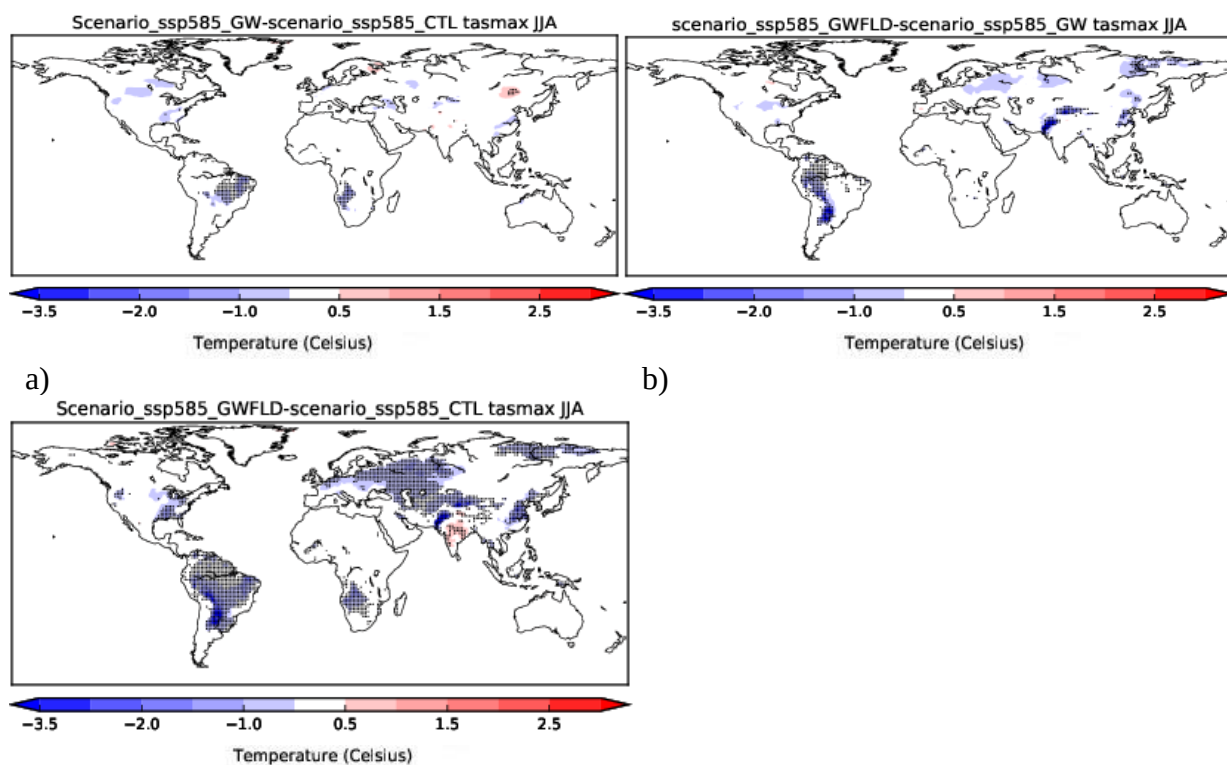 Scenario_ssp585_GW-scenario_ssp585_CTL tasmax JJA
−3.5 −2.0 −1.0 0.5 1.5 2.5
Temperature (Celsius)
a)
scenario_ssp585_GWFLD-scenario_ssp585_GW tasmax JJA
−3.5 −2.0 −1.0 0.5 1.5 2.5
Temperature (Celsius)
b)
Scenario_ssp585_GWFLD-scenario_ssp585_CTL tasmax JJA
−3.5 −2.0 −1.0 0.5 1.5 2.5
Temperature (Celsius)